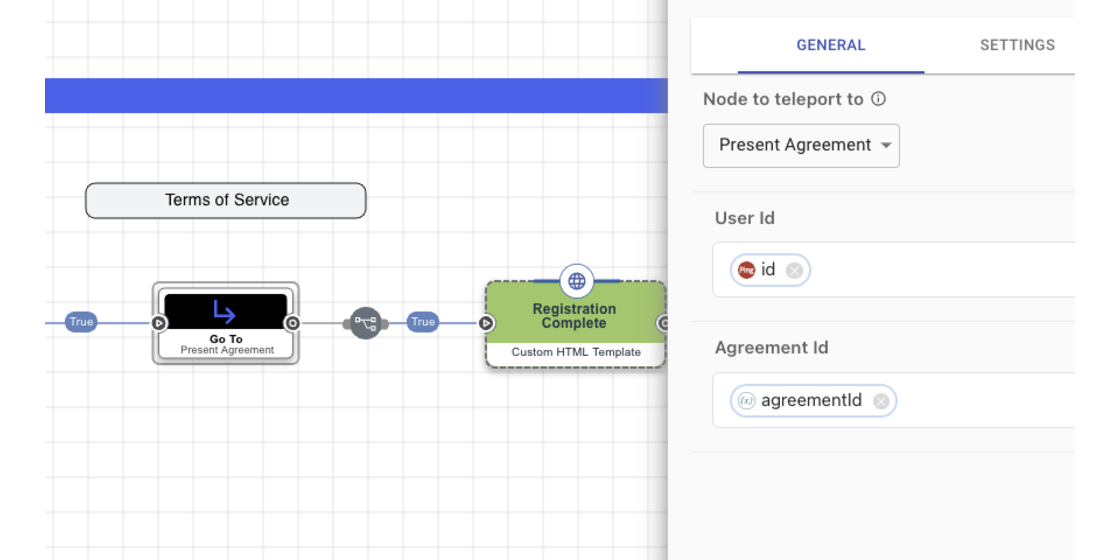 GENERAL
SETTINGS
Node to teleport to
Present Agreement
Terms of Service
User Id
Ping id
True
Go To
Present Agreement
True
Registration
Complete
Custom HTML Template
Agreement Id
(x) agreementId